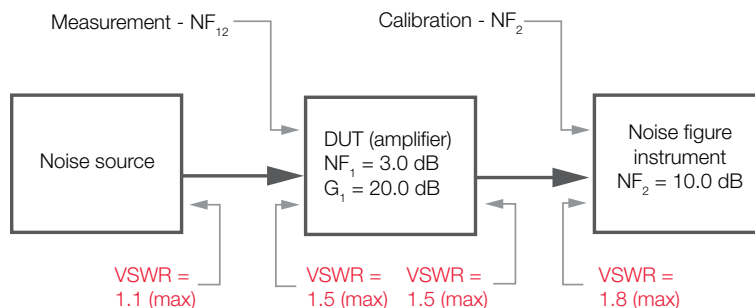 Measurement - NF₁₂
Calibration - NF₂
Noise source
DUT (amplifier)
NF₁ = 3.0 dB
G₁ = 20.0 dB
Noise figure
instrument
NF₂ = 10.0 dB
VSWR =
1.1 (max)
VSWR =
1.5 (max)
VSWR =
1.5 (max)
VSWR =
1.8 (max)